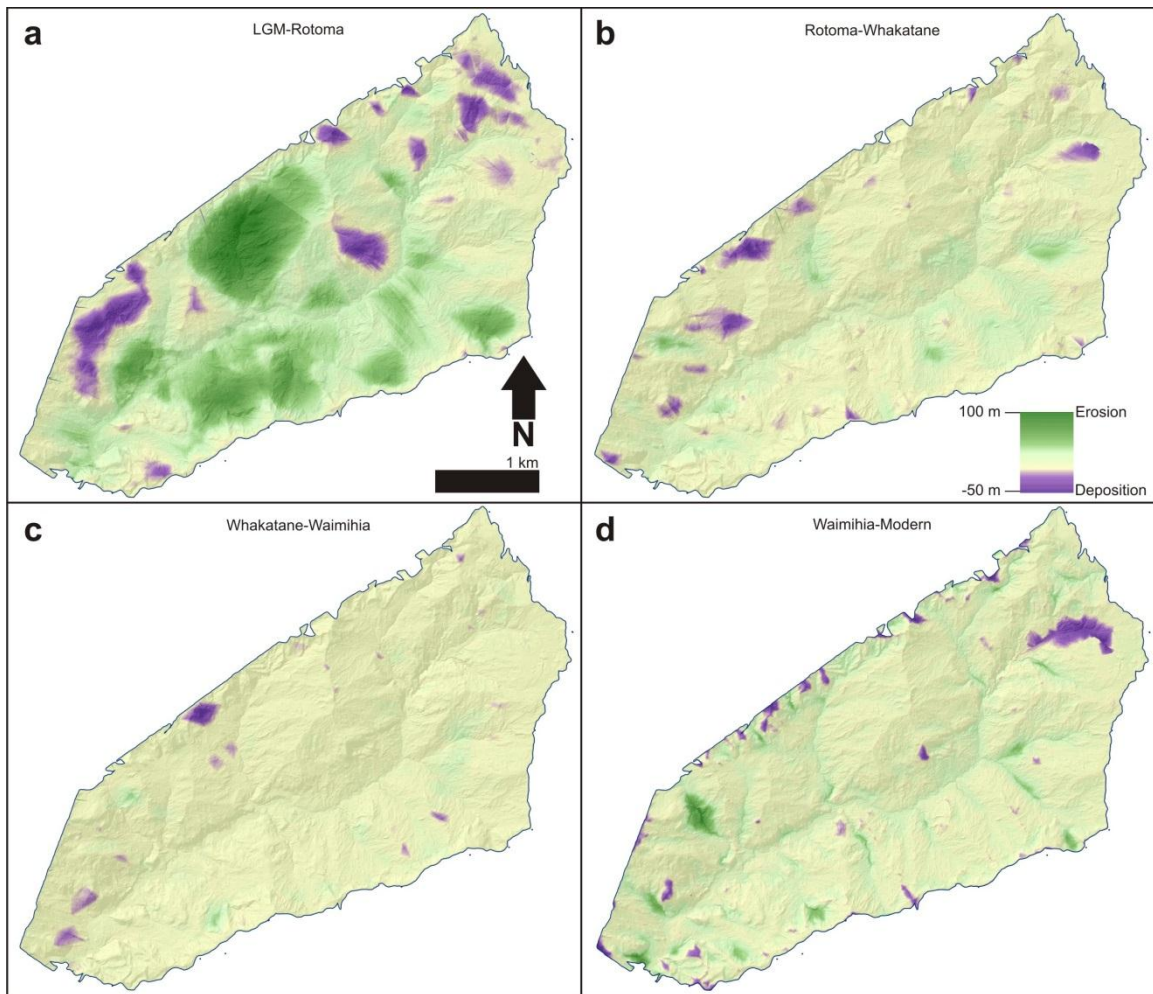 a
LGM-Rotoma
N
1 km
b
Rotoma-Whakatane
100 m
Erosion
-50 m
Deposition
c
Whakatane-Waimihia
d
Waimihia-Modern